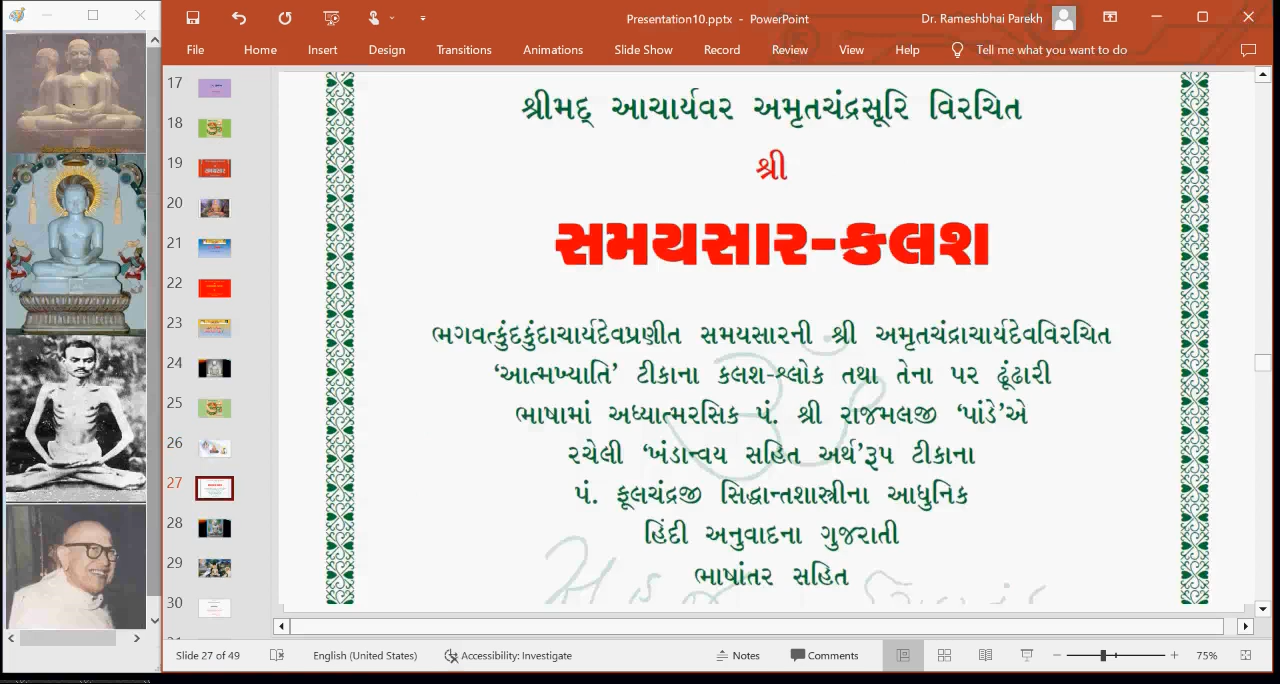 Presentation10.pptx - PowerPoint
Dr. Rameshbhai Parekh
File Home Insert Design Transitions Animations Slide Show Record Review View Help Tell me what you want to do
17
18
19
20
21
22
23
24
25
26
27
28
29
30
શ્રીમદ્ આચાર્યવર અમૃતચંદ્રસૂરિ વિરચિત
શ્રી
સમયસાર-કલશ
ભગવત્કુંદકુંદાચાર્યદેવપ્રણીત સમયસારની શ્રી અમૃતચંદ્રાચાર્યદેવવિરચિત
‘આત્મખ્યાતિ’ ટીકાના કલશ-શ્લોક તથા તેના પર ઢૂંઢારી
ભાષામાં અધ્યાત્મરસિક પં. શ્રી રાજમલજી ‘પાંડે’એ
રચેલી ‘ખંડાન્વય સહિત અર્થ’રૂપ ટીકાના
પં. ફૂલચંદ્રજી સિદ્ધાન્તશાસ્ત્રીના આધુનિક
હિંદી અનુવાદના ગુજરાતી
ભાષાંતર સહિત
Slide 27 of 49 English (United States) Accessibility: Investigate Notes Comments 75%